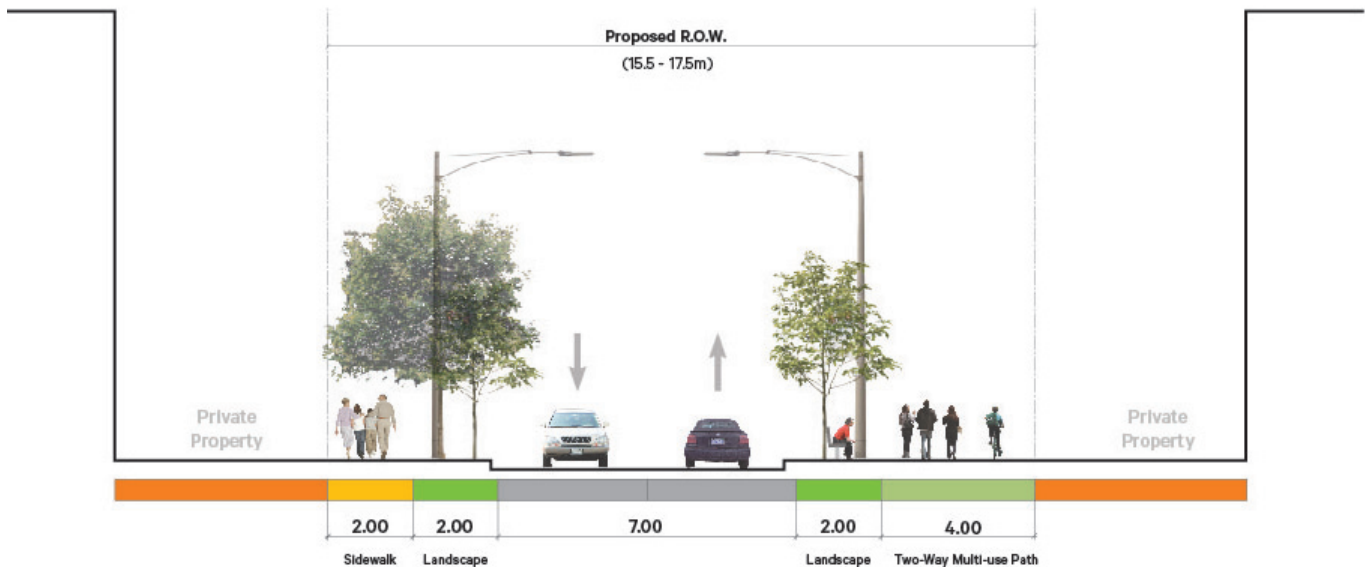 Proposed R.O.W.
(15.5 - 17.5m)
Private
Property
Private
Property
2.00
2.00
7.00
2.00
4.00
Sidewalk
Landscape
Landscape
Two-Way Multi-use Path